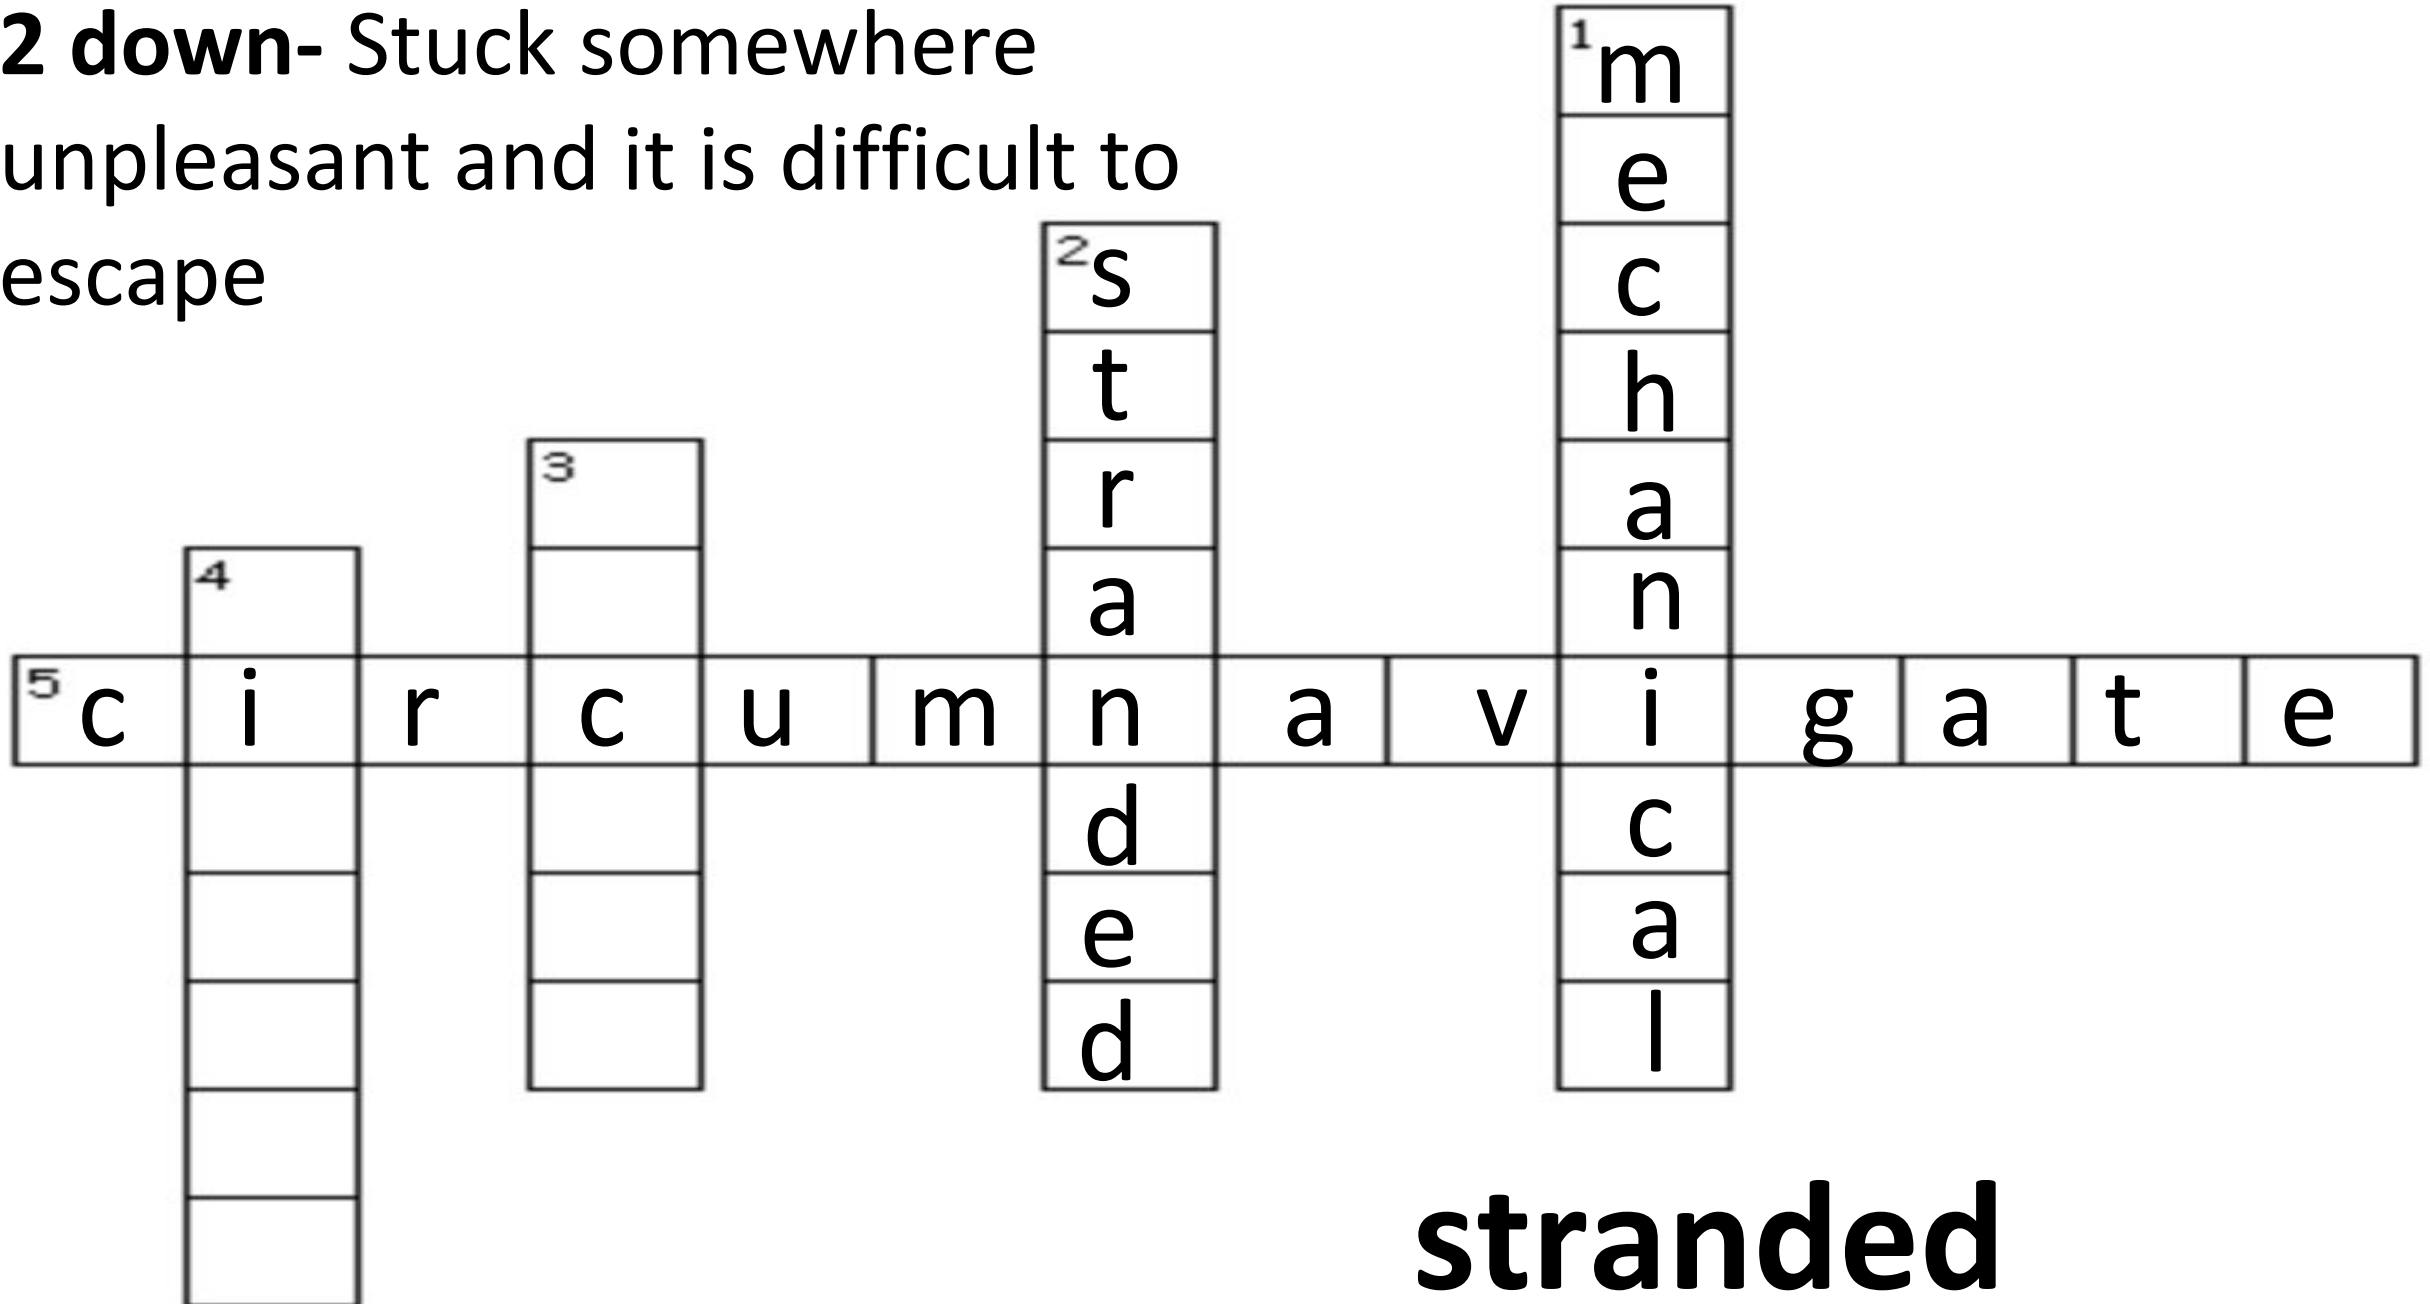 2 down- Stuck somewhere
unpleasant and it is difficult to
escape
1 m
e
c
h
a
n
i
c
a
l
2 s
t
r
a
n
d
e
d
3
4
5 c i r c u m n a v i g a t e
stranded